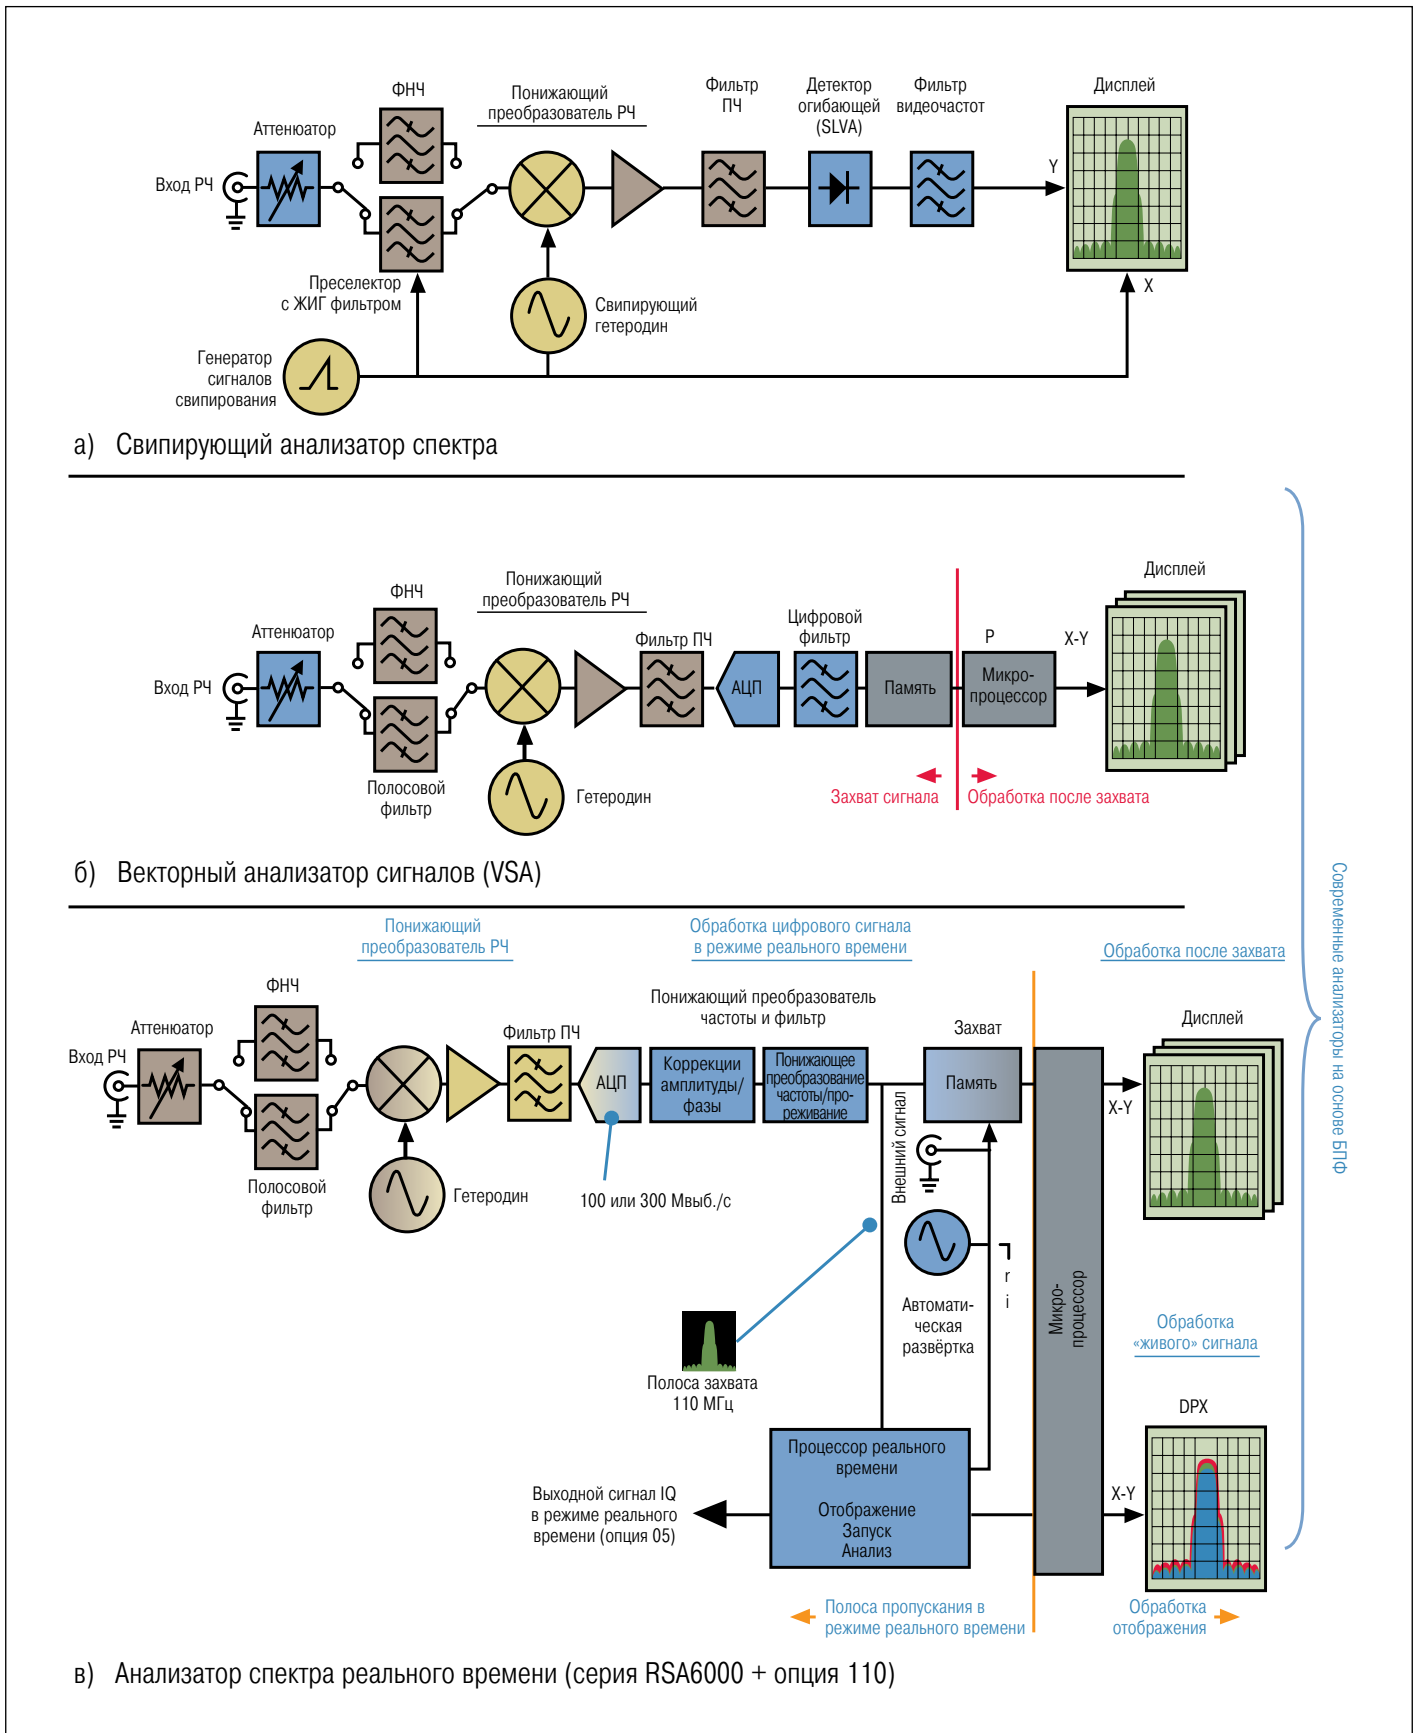 ФНЧ
Понижающий
преобразователь РЧ
Фильтр
ПЧ
Детектор
огибающей
(SLVA)
Фильтр
видеочастот
Дисплей
Аттенюатор
Вход РЧ
Y
X
Преселектор
с ЖИГ фильтром
Свипирующий
гетеродин
Генератор
сигналов
свипирования
а) Свипирующий анализатор спектра
ФНЧ
Понижающий
преобразователь РЧ
Аттенюатор
Вход РЧ
Фильтр ПЧ
АЦП
Цифровой
фильтр
Память
P
Микро-
процессор
X-Y
Дисплей
Полосовой
фильтр
Гетеродин
Захват сигнала
Обработка после захвата
б) Векторный анализатор сигналов (VSA)
Современные анализаторы на основе БПФ
Понижающий
преобразователь РЧ
Обработка цифрового сигнала
в режиме реального времени
Обработка после захвата
ФНЧ
Аттенюатор
Вход РЧ
Фильтр ПЧ
АЦП
Понижающий преобразователь
частоты и фильтр
Коррекции
амплитуды/
фазы
Понижающее
преобразование
частоты/про-
реживание
Захват
Память
Дисплей
X-Y
Полосовой
фильтр
Гетеродин
100 или 300 Мвыб./с
Внешний сигнал
r
i
Автомати-
ческая
развёртка
Микро-
процессор
Полоса захвата
110 МГц
Обработка
«живого» сигнала
DPX
X-Y
Процессор реального
времени
Отображение
Запуск
Анализ
Выходной сигнал IQ
в режиме реального
времени (опция 05)
Полоса пропускания в
режиме реального времени
Обработка
отображения
в) Анализатор спектра реального времени (серия RSA6000 + опция 110)